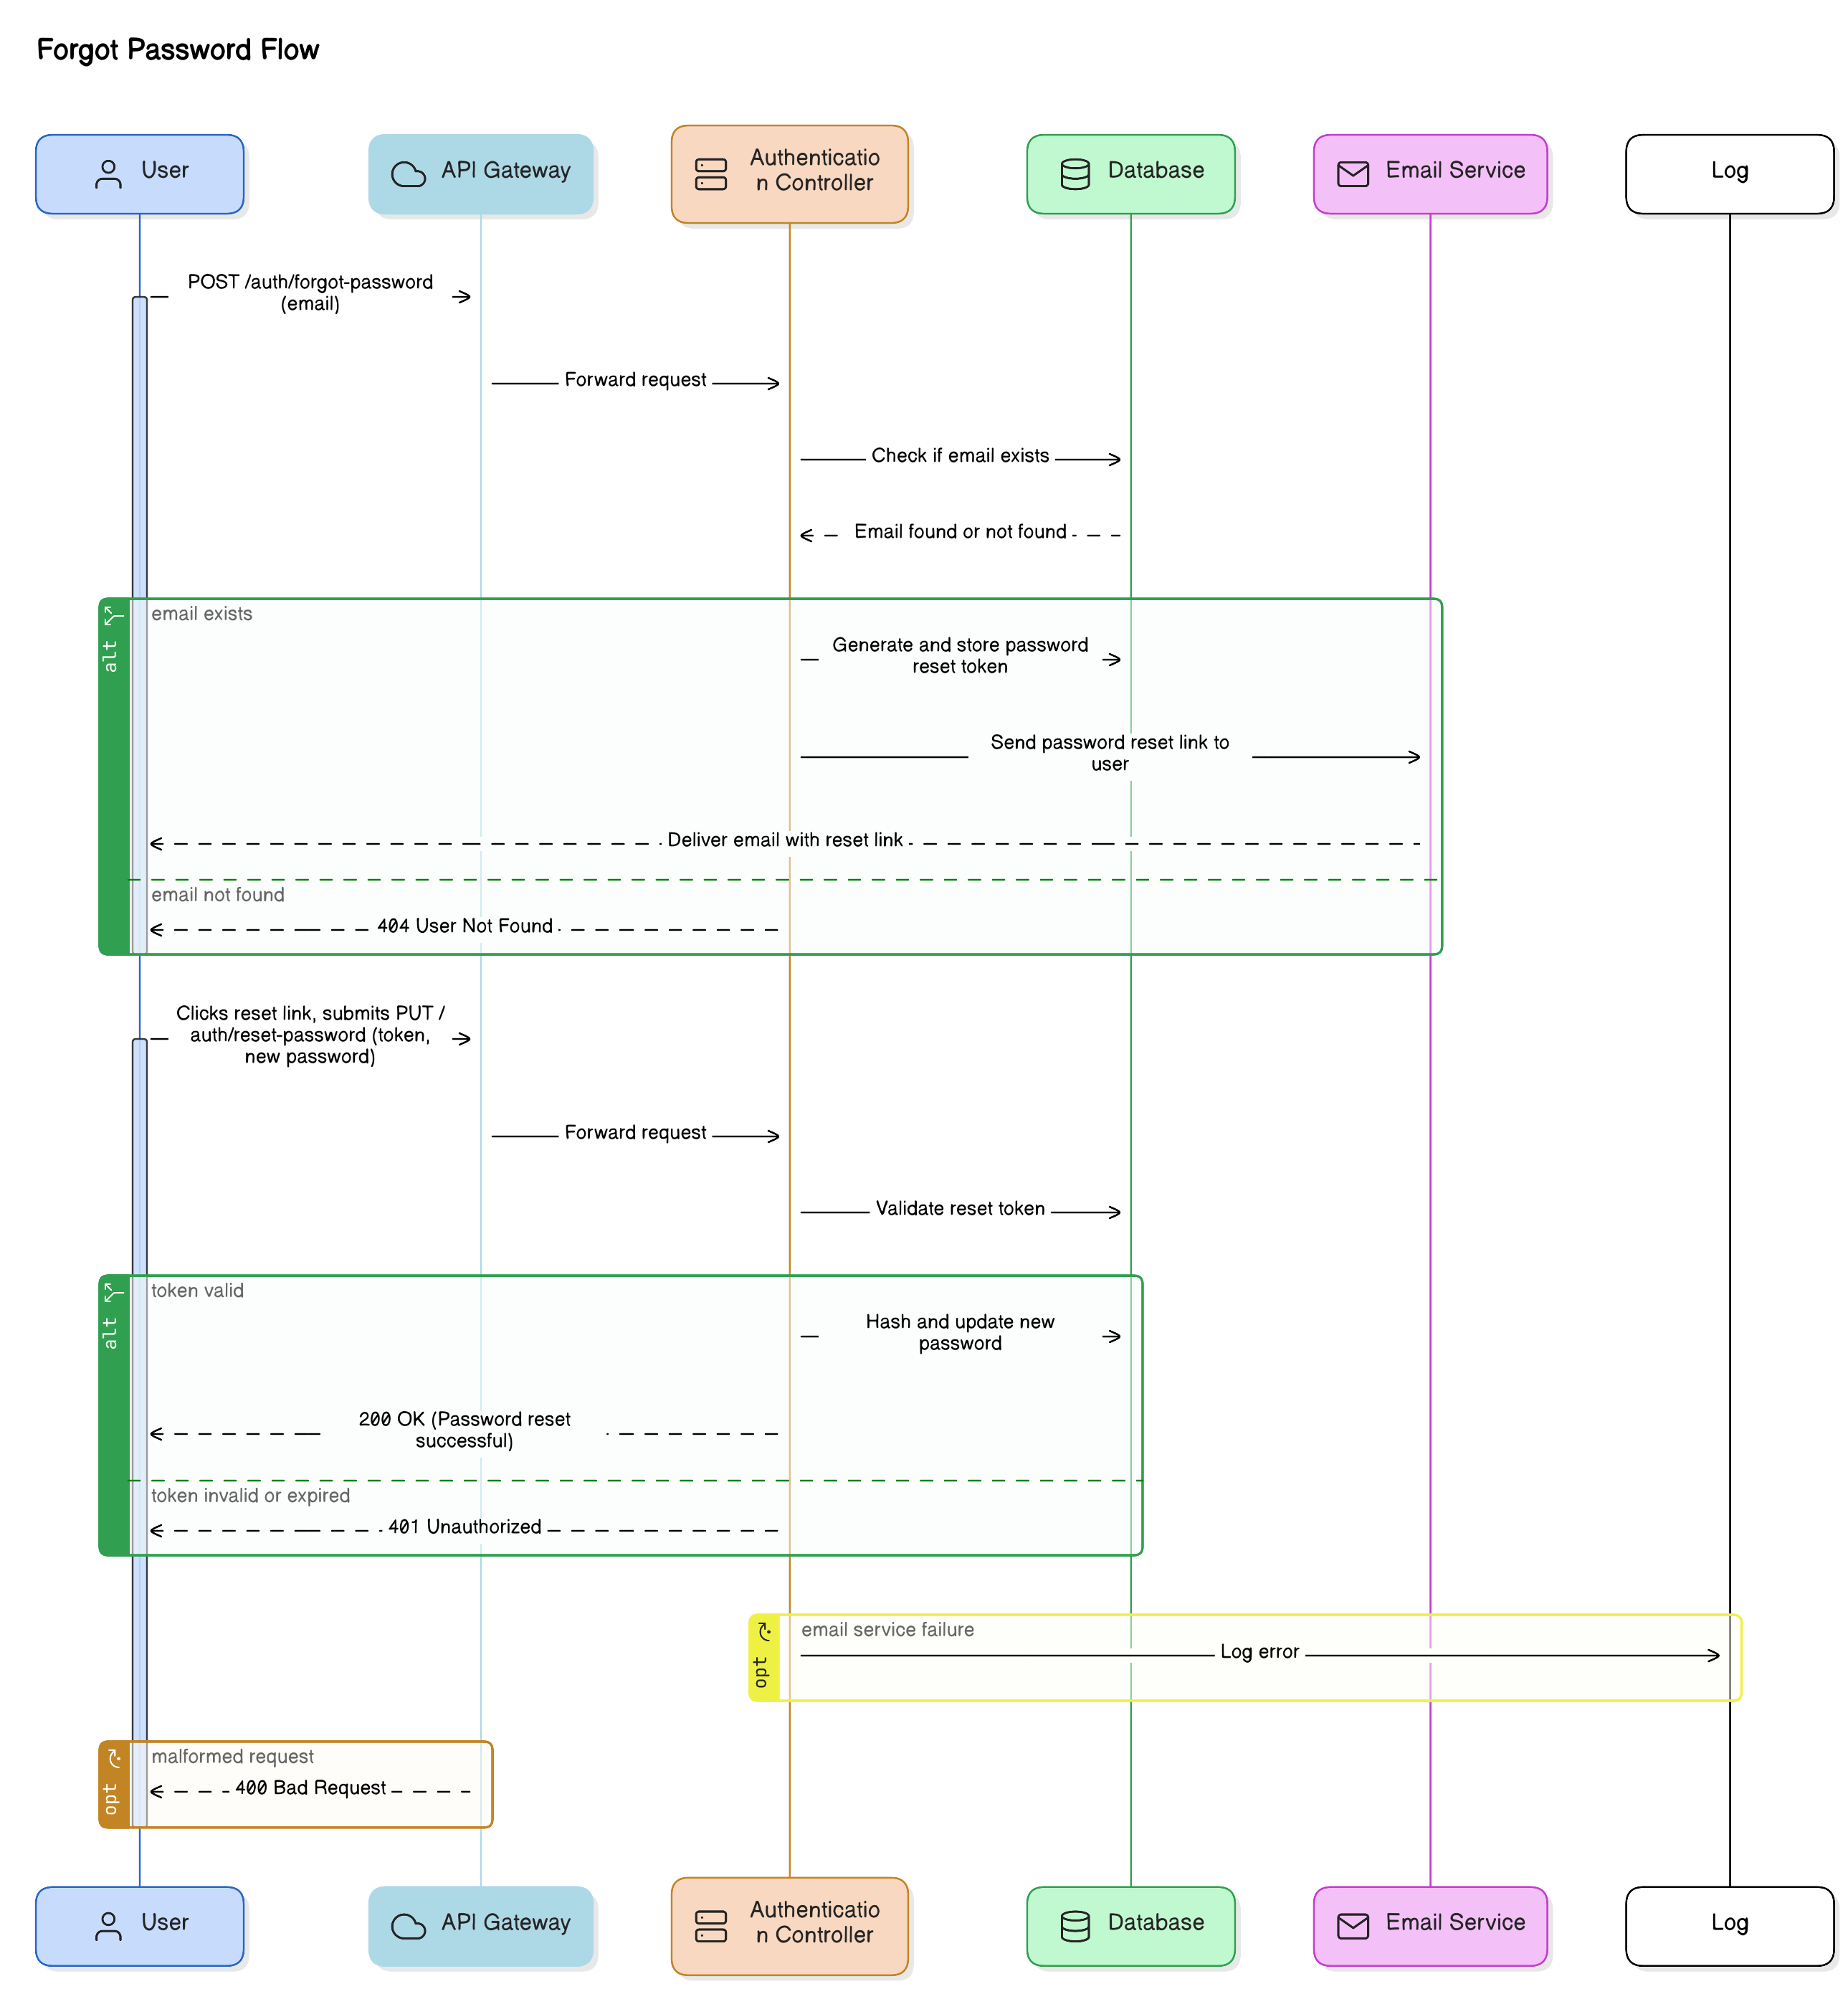 Forgot Password Flow
User
API Gateway
Authenticatio
n Controller
Database
Email Service
Log
POST /auth/forgot-password
(email)
Forward request
Check if email exists
Email found or not found
alt
email exists
Generate and store password
reset token
Send password reset link to
user
Deliver email with reset link
email not found
404 User Not Found
Clicks reset link, submits PUT /
auth/reset-password (token,
new password)
Forward request
Validate reset token
alt
token valid
Hash and update new
password
200 OK (Password reset
successful)
token invalid or expired
401 Unauthorized
opt
email service failure
Log error
opt
malformed request
400 Bad Request
User
API Gateway
Authenticatio
n Controller
Database
Email Service
Log